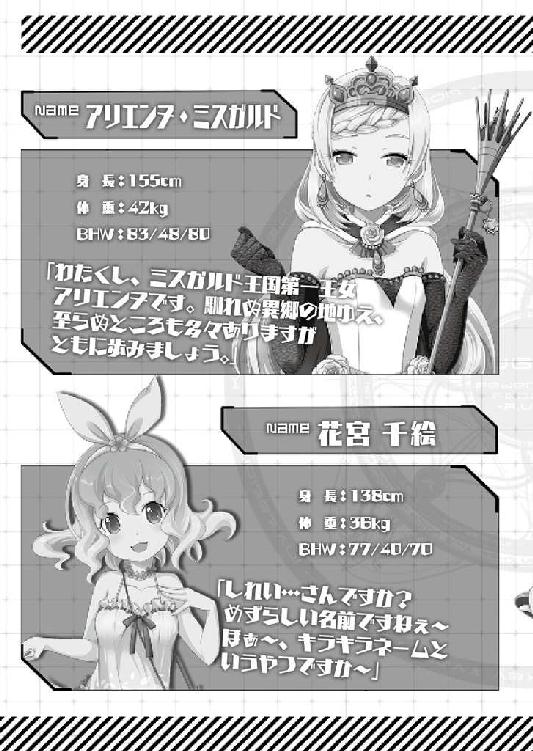 Name アリエンヌ・ミスガルド
身 長：155cm
体 重：42kg
BHW：83/48/80
「わたくし、ミスガルド王国第一王女
アリエンヌです。馴れぬ異郷の地ゆえ、
至らぬところも多々ありますが
ともに歩みましょう。」
Name 花宮 千絵
身 長：138cm
体 重：36kg
BHW：77/40/70
「しれい…さんですか？
めずらしい名前ですねぇ～
はぁ～、キラキラネームと
いうやつですか～」